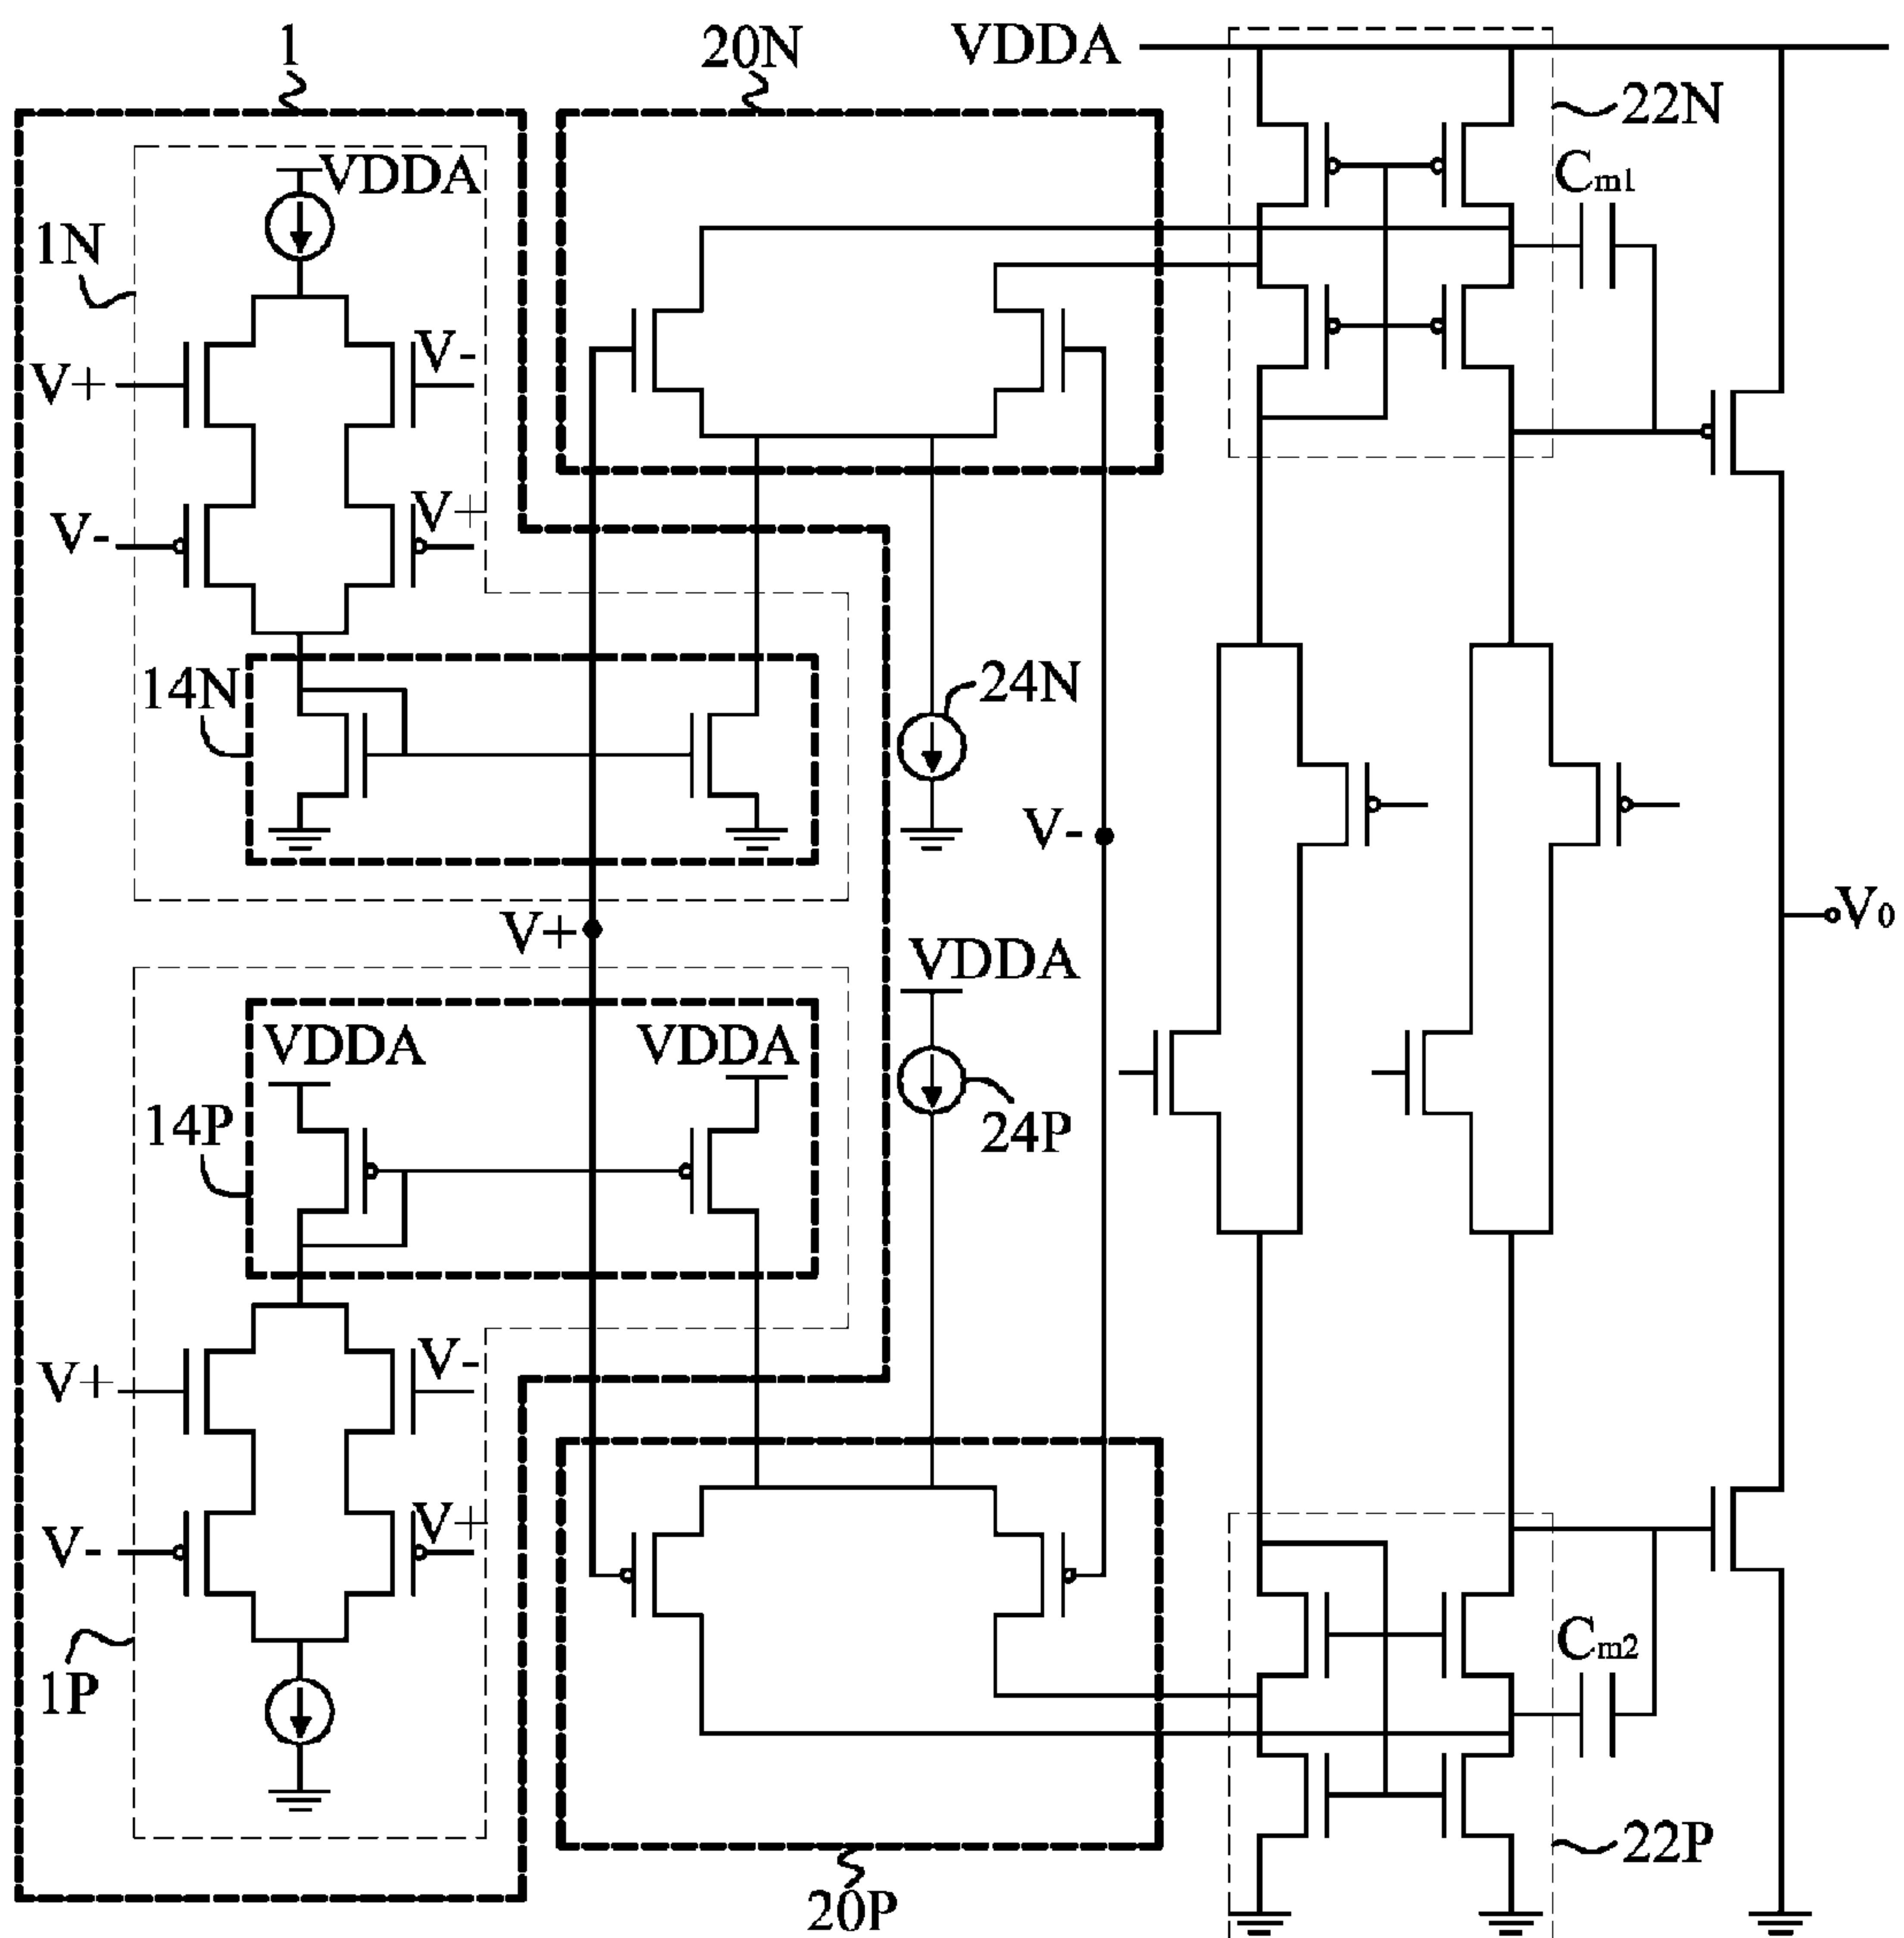 1
20N
VDDA
22N
Cm1
VDDA
1N
V+
V-
V-
V+
14N
24N
V-
V0
V+
VDDA
VDDA
VDDA
14P
24P
V+
V-
V-
V+
1P
Cm2
22P
20P